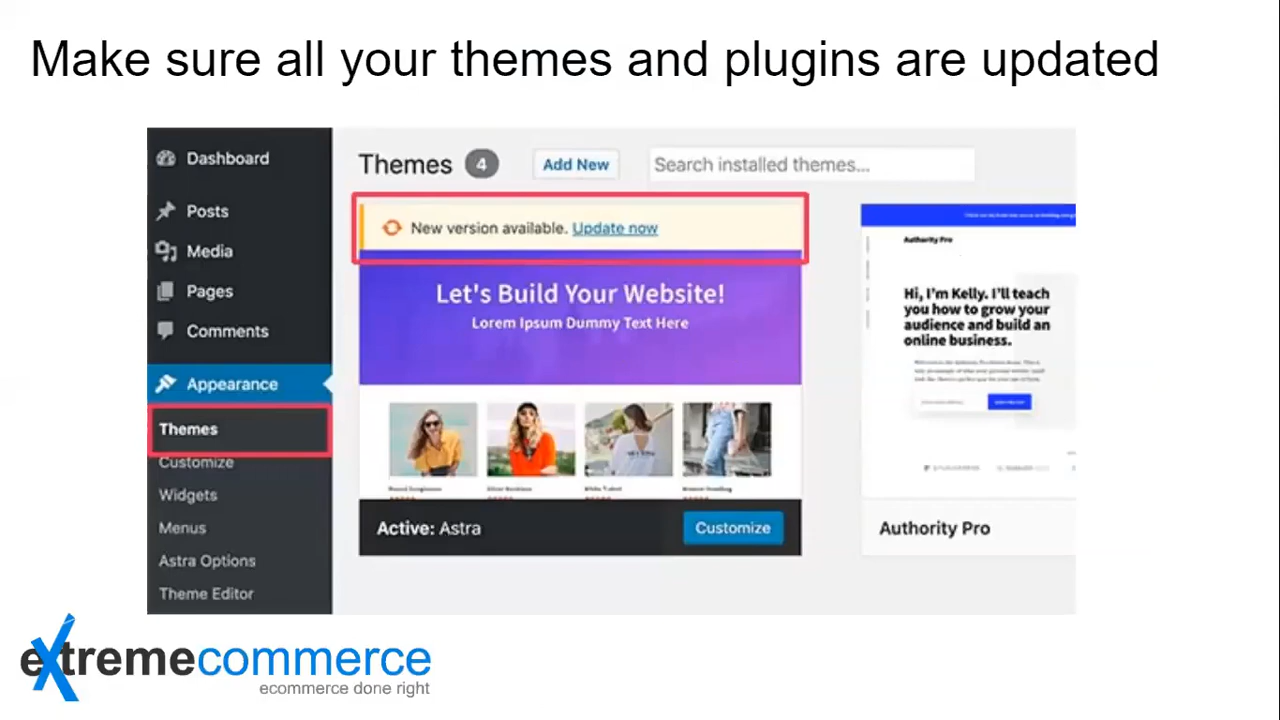 Make sure all your themes and plugins are updated
Dashboard
Posts
Media
Pages
Comments
Appearance
Themes
Customize
Widgets
Menus
Astra Options
Theme Editor
Themes 4 Add New Search installed themes...
New version available. Update now
Let's Build Your Website!
Lorem Ipsum Dummy Text Here
Active: Astra Customize
Authority Pro
Hi, I'm Kelly. I'll teach
you how to grow your
audience and build an
online business.
Authority Pro
extremecommerce
ecommerce done right